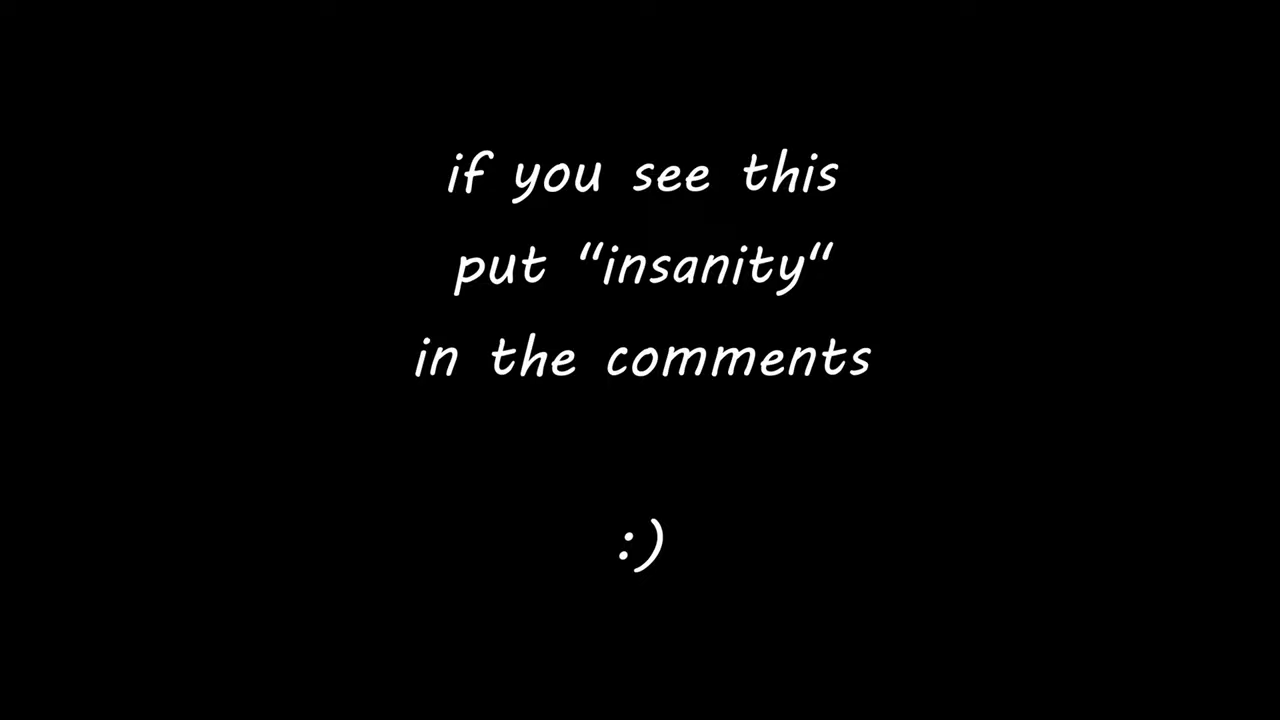 if you see this
put “insanity“
in the comments
:)